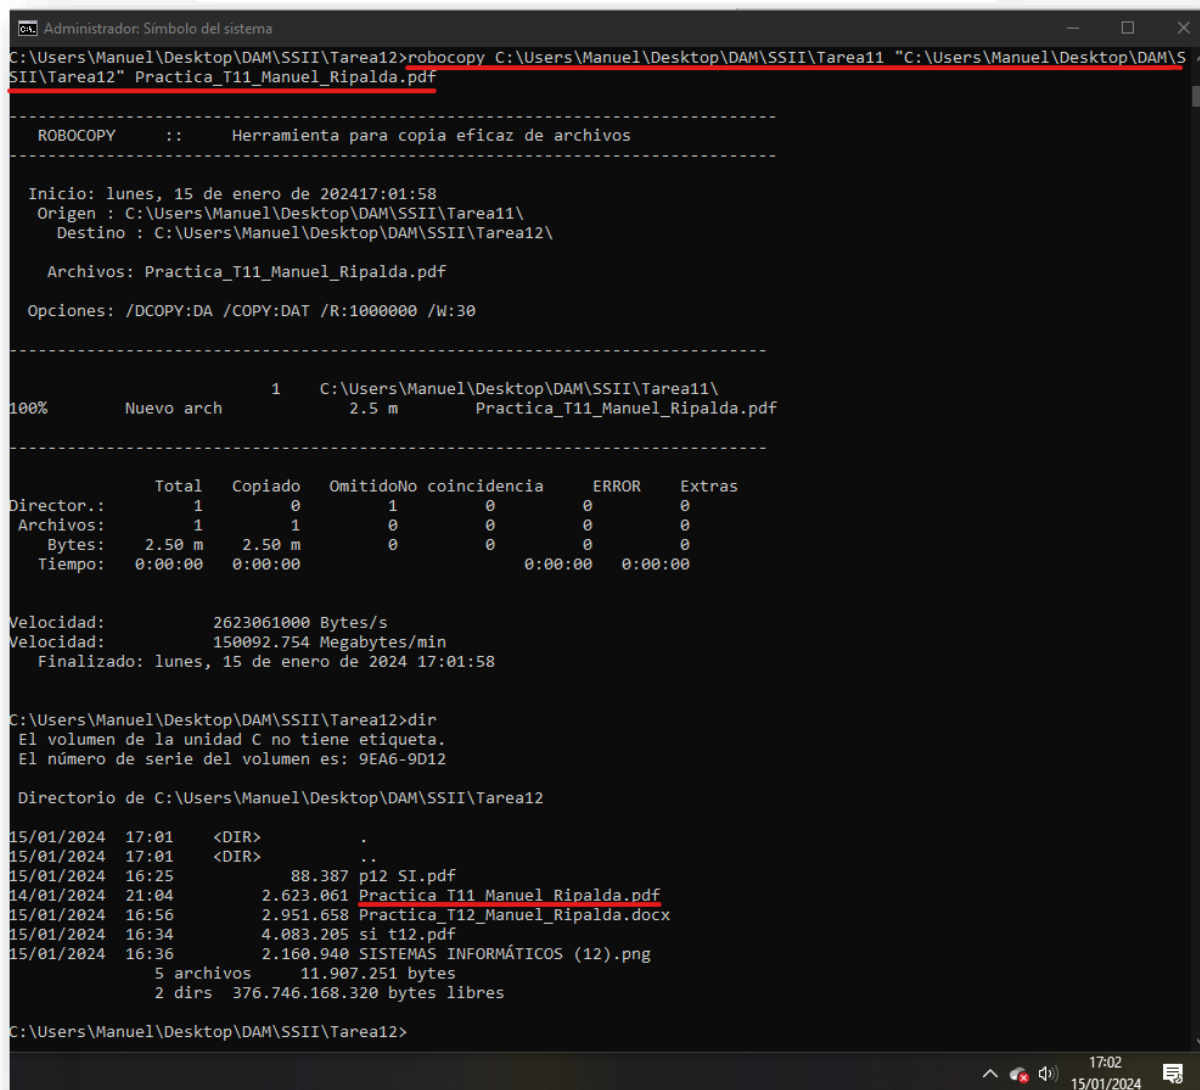 Administrador: Símbolo del sistema
C:\Users\Manuel\Desktop\DAM\SSII\Tarea12>robocopy C:\Users\Manuel\Desktop\DAM\SSII\Tarea11 "C:\Users\Manuel\Desktop\DAM\S
SII\Tarea12" Practica_T11_Manuel_Ripalda.pdf
-------------------------------------------------------------------------------
   ROBOCOPY     ::     Herramienta para copia eficaz de archivos
-------------------------------------------------------------------------------
  Inicio: lunes, 15 de enero de 202417:01:58
   Origen : C:\Users\Manuel\Desktop\DAM\SSII\Tarea11\
     Destino : C:\Users\Manuel\Desktop\DAM\SSII\Tarea12\
    Archivos: Practica_T11_Manuel_Ripalda.pdf
  Opciones: /DCOPY:DA /COPY:DAT /R:1000000 /W:30
------------------------------------------------------------------------------
                           1    C:\Users\Manuel\Desktop\DAM\SSII\Tarea11\
100%        Nuevo arch             2.5 m        Practica_T11_Manuel_Ripalda.pdf
------------------------------------------------------------------------------
               Total   Copiado   OmitidoNo coincidencia     ERROR    Extras
Director.:         1         0         1         0         0         0
 Archivos:         1         1         0         0         0         0
    Bytes:    2.50 m    2.50 m         0         0         0         0
   Tiempo:   0:00:00   0:00:00                       0:00:00   0:00:00
Velocidad:           2623061000 Bytes/s
Velocidad:           150092.754 Megabytes/min
   Finalizado: lunes, 15 de enero de 2024 17:01:58
C:\Users\Manuel\Desktop\DAM\SSII\Tarea12>dir
 El volumen de la unidad C no tiene etiqueta.
 El número de serie del volumen es: 9EA6-9D12
 Directorio de C:\Users\Manuel\Desktop\DAM\SSII\Tarea12
15/01/2024  17:01    <DIR>          .
15/01/2024  17:01    <DIR>          ..
15/01/2024  16:25            88.387 p12 SI.pdf
14/01/2024  21:04         2.623.061 Practica_T11_Manuel_Ripalda.pdf
15/01/2024  16:56         2.951.658 Practica_T12_Manuel_Ripalda.docx
15/01/2024  16:34         4.083.205 si t12.pdf
15/01/2024  16:36         2.160.940 SISTEMAS INFORMÁTICOS (12).png
               5 archivos     11.907.251 bytes
               2 dirs  376.746.168.320 bytes libres
C:\Users\Manuel\Desktop\DAM\SSII\Tarea12>
17:02
15/01/2024